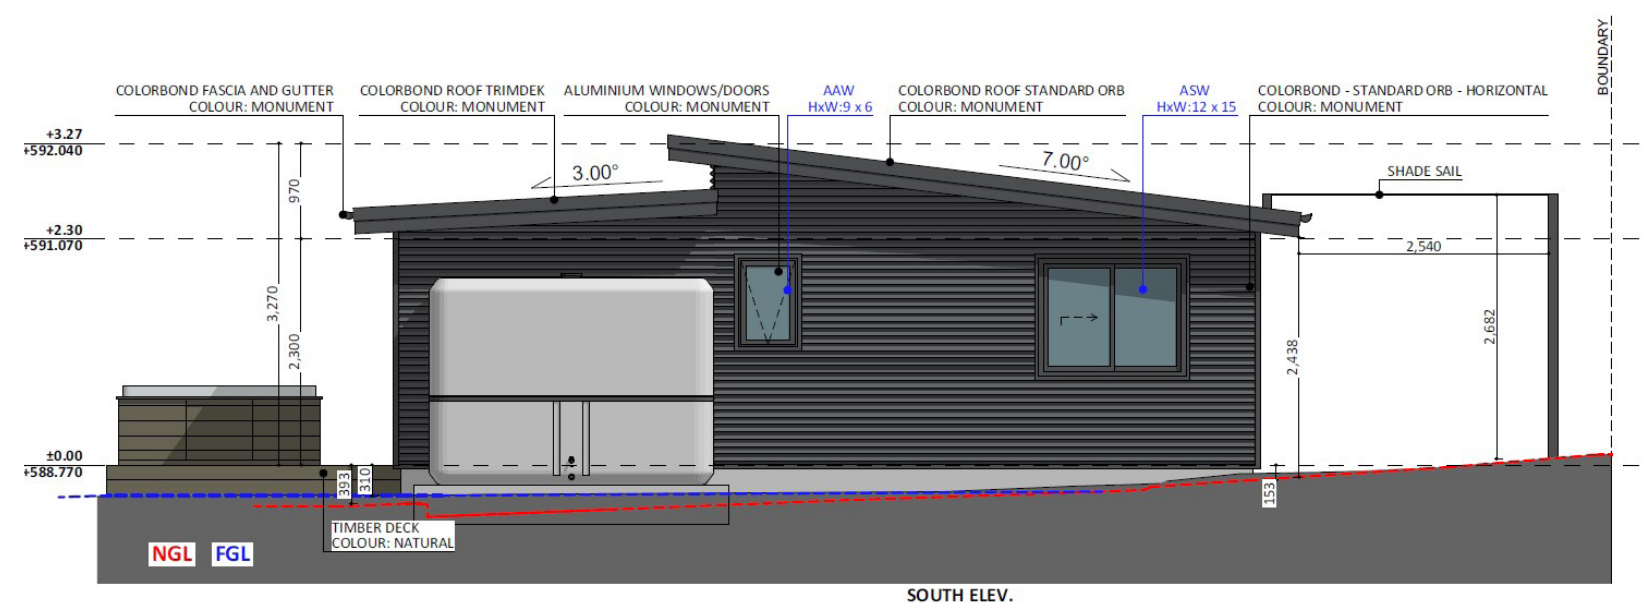 BOUNDARY
COLORBOND FASCIA AND GUTTER
COLOUR: MONUMENT
COLORBOND ROOF TRIMDEK
COLOUR: MONUMENT
ALUMINIUM WINDOWS/DOORS
COLOUR: MONUMENT
AAW
HxW:9 x 6
COLORBOND ROOF STANDARD ORB
COLOUR: MONUMENT
ASW
HxW:12 x 15
COLORBOND - STANDARD ORB - HORIZONTAL
COLOUR: MONUMENT
+3.27
+592.040
3.00°
7.00°
SHADE SAIL
970
+2.30
+591.070
2,540
3,270
2,300
2,438
2,682
±0.00
+588.770
393
310
153
TIMBER DECK
COLOUR: NATURAL
NGL FGL
SOUTH ELEV.